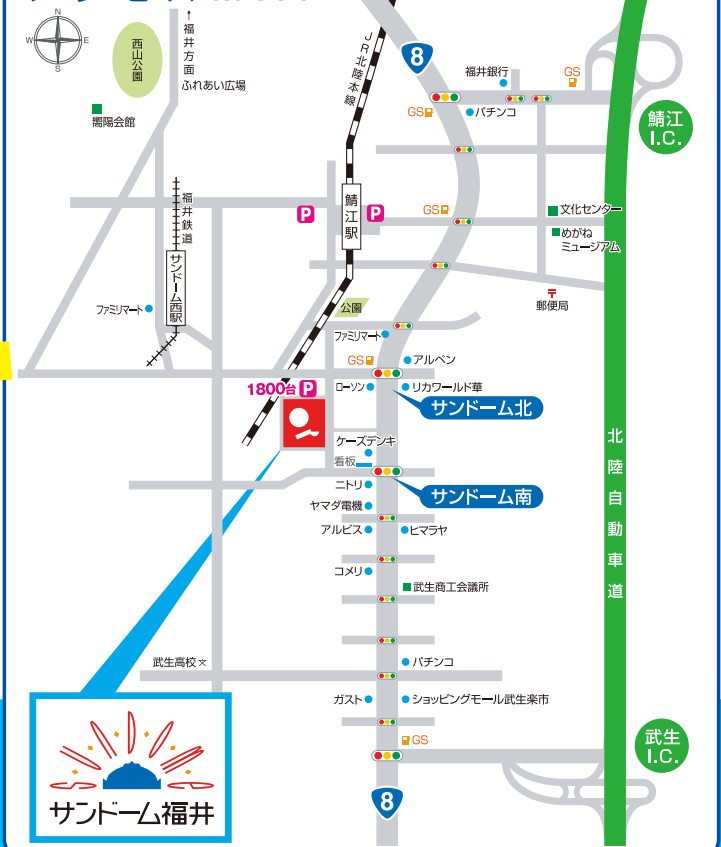 N
W E
S
西山公園
↑福井方面
ふれあい広場
嚮陽会館
JR北陸本線
8
福井銀行
GS
GS
パチンコ
鯖江
I.C.
福井鉄道
P
鯖江駅
P
GS
文化センター
めがね
ミュージアム
サンドーム西駅
ファミリマート
〒
郵便局
公園
ファミリマート
GS
アルペン
1800台 P
ローソン
リカワールド華
サンドーム北
ケーズデンキ
看板
サンドーム南
ニトリ
ヤマダ電機
アルビス
ヒマラヤ
コメリ
武生商工会議所
北陸自動車道
武生高校 文
パチンコ
ガスト
ショッピングモール武生楽市
GS
武生
I.C.
8
サンドーム福井